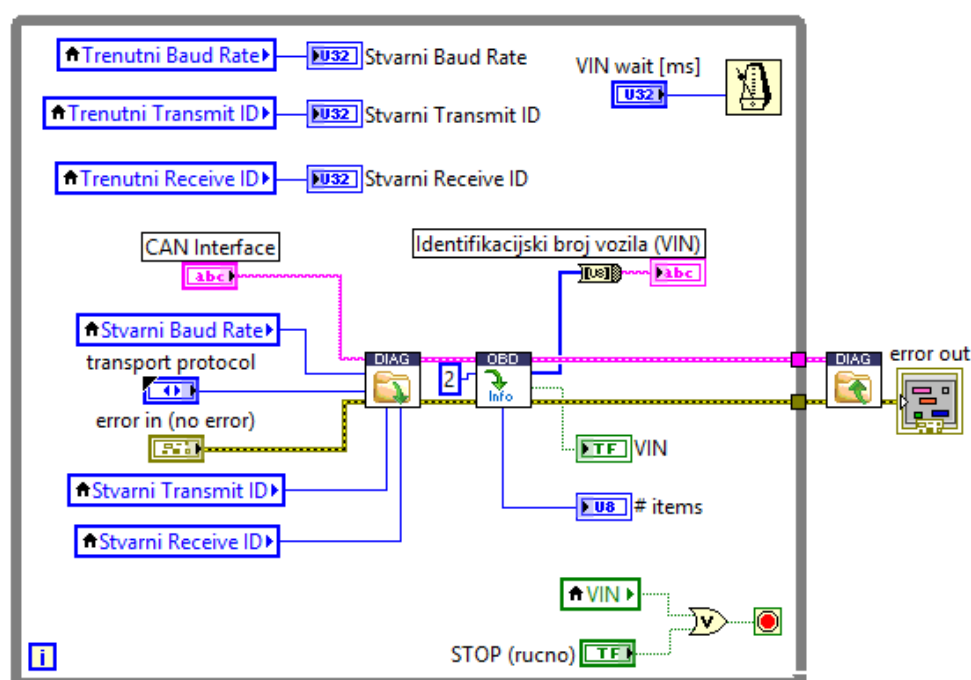 Trenutni Baud Rate
U32
Stvarni Baud Rate
VIN wait [ms]
U32
Trenutni Transmit ID
U32
Stvarni Transmit ID
Trenutni Receive ID
U32
Stvarni Receive ID
CAN Interface
abc
Identifikacijski broj vozila (VIN)
[U8]
abc
Stvarni Baud Rate
transport protocol
DIAG
2
OBD
Info
DIAG
error out
error in (no error)
TF
VIN
Stvarni Transmit ID
U8
# items
Stvarni Receive ID
VIN
V
STOP (rucno)
TF
i